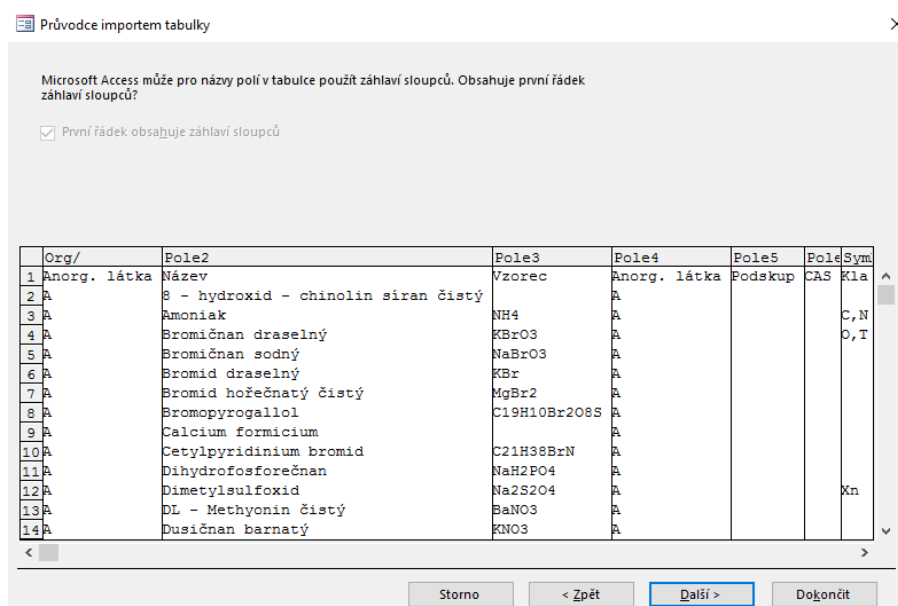 Průvodce importem tabulky
Microsoft Access může pro názvy polí v tabulce použít záhlaví sloupců. Obsahuje první řádek
záhlaví sloupců?
První řádek obsahuje záhlaví sloupců
Org/ Pole2 Pole3 Pole4 Pole5 Pole Sym
1 Anorg. látka Název Vzorec Anorg. látka Podskup CAS Kla
2 A 8 - hydroxid - chinolin síran čistý A
3 A Amoniak NH4 A C,N
4 A Bromičnan draselný KBrO3 A O,T
5 A Bromičnan sodný NaBrO3 A
6 A Bromid draselný KBr A
7 A Bromid hořečnatý čistý MgBr2 A
8 A Bromopyrogallol C19H10Br2O8S A
9 A Calcium formicium A
10 A Cetylpyridinium bromid C21H38BrN A
11 A Dihydrofosforečnan NaH2PO4 A
12 A Dimetylsulfoxid Na2S2O4 A Xn
13 A DL - Methyonin čistý BaNO3 A
14 A Dusičnan barnatý KNO3 A
Storno < Zpět Další > Dokončit